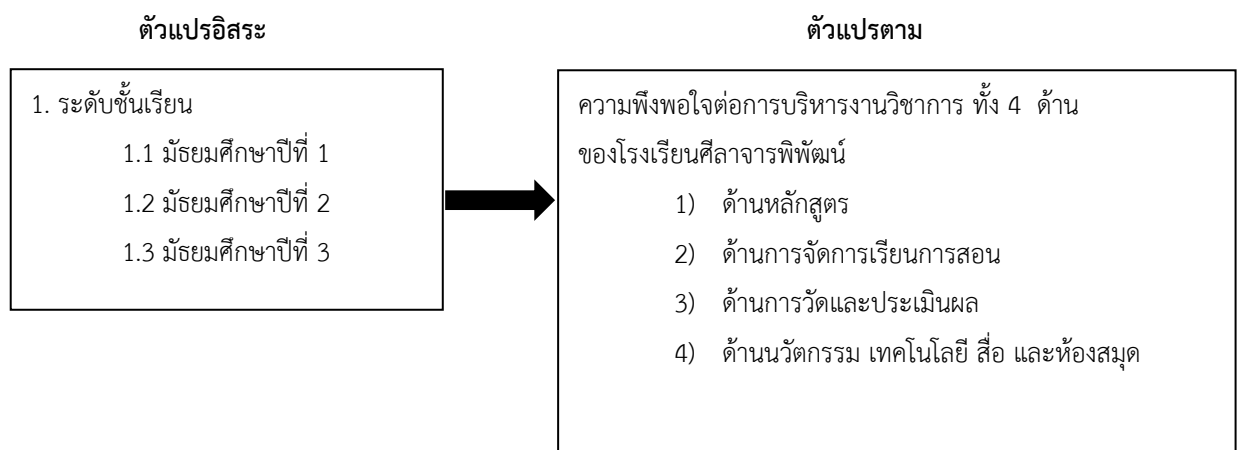 ตัวแปรอิสระ
1. ระดับชั้นเรียน
1.1 มัธยมศึกษาปีที่ 1
1.2 มัธยมศึกษาปีที่ 2
1.3 มัธยมศึกษาปีที่ 3
ตัวแปรตาม
ความพึงพอใจต่อการบริหารงานวิชาการ ทั้ง 4 ด้าน
ของโรงเรียนศีลาจารพิพัฒน์
1) ด้านหลักสูตร
2) ด้านการจัดการเรียนการสอน
3) ด้านการวัดและประเมินผล
4) ด้านนวัตกรรม เทคโนโลยี สื่อ และห้องสมุด